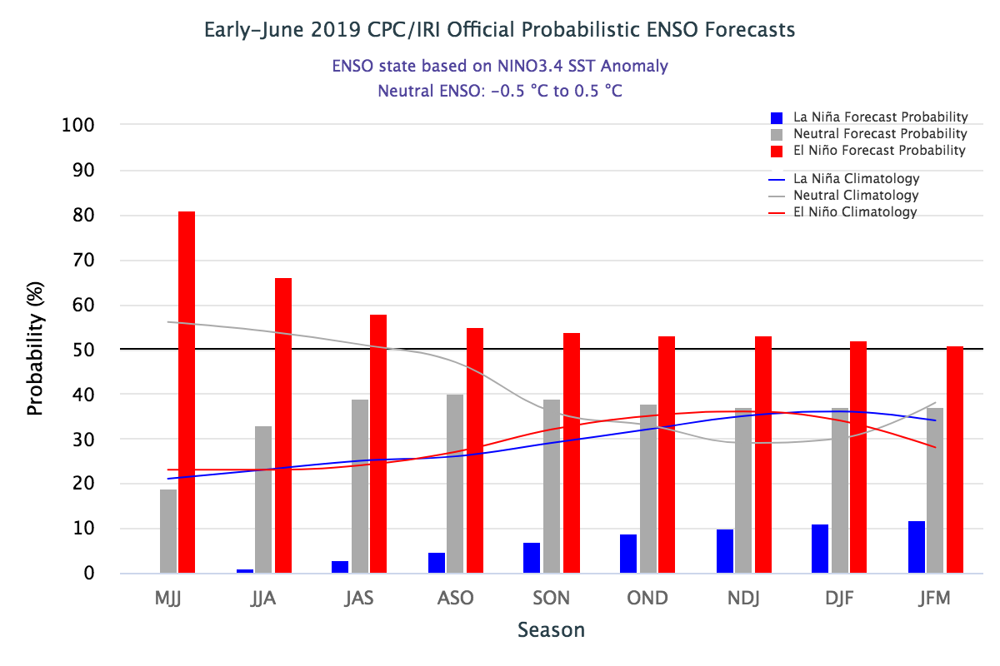 Early-June 2019 CPC/IRI Official Probabilistic ENSO Forecasts
ENSO state based on NINO3.4 SST Anomaly
Neutral ENSO: -0.5 °C to 0.5 °C
La Niña Forecast Probability
Neutral Forecast Probability
El Niño Forecast Probability
La Niña Climatology
Neutral Climatology
El Niño Climatology
Probability (%)
100
90
80
70
60
50
40
30
20
10
0
MJJ JJA JAS ASO SON OND NDJ DJF JFM
Season